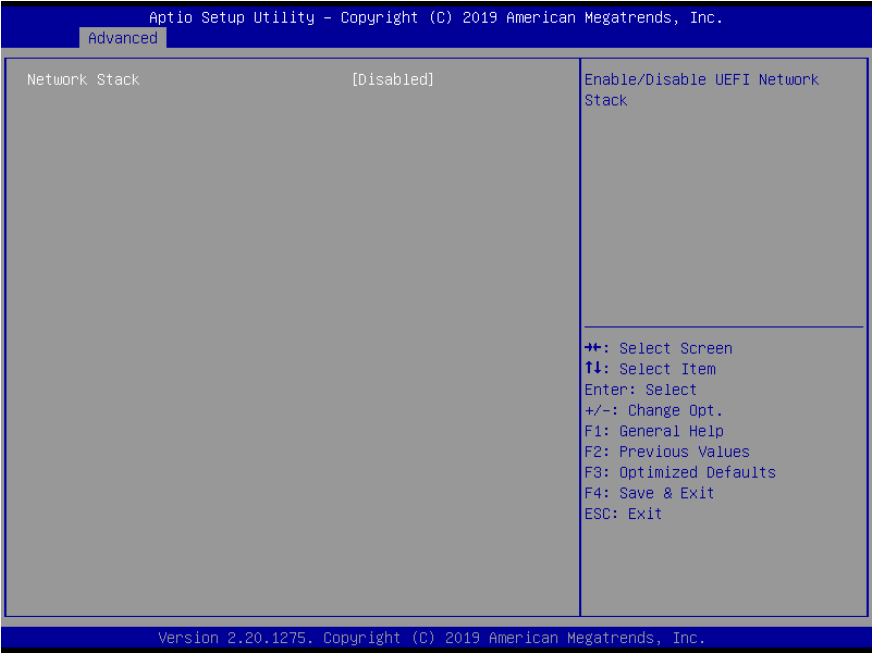 Aptio Setup Utility – Copyright (C) 2019 American Megatrends, Inc.
Advanced
Network Stack [Disabled]
Enable/Disable UEFI Network
Stack
→←: Select Screen
↑↓: Select Item
Enter: Select
+/-: Change Opt.
F1: General Help
F2: Previous Values
F3: Optimized Defaults
F4: Save & Exit
ESC: Exit
Version 2.20.1275. Copyright (C) 2019 American Megatrends, Inc.